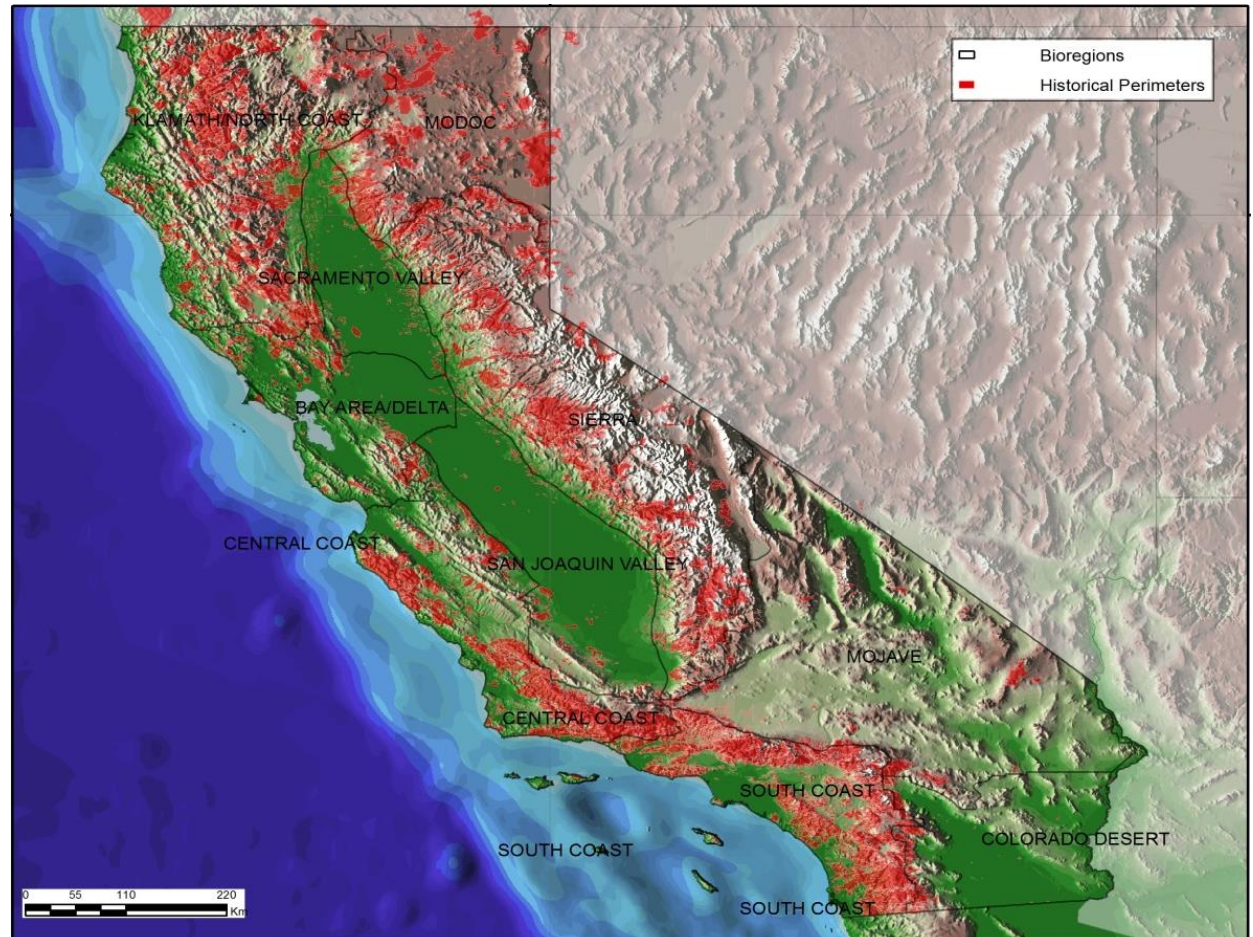 Bioregions
Historical Perimeters
KLAMATH/NORTH COAST
MODOC
SACRAMENTO VALLEY
BAY AREA/DELTA
SIERRA
CENTRAL COAST
SAN JOAQUIN VALLEY
MOJAVE
CENTRAL COAST
SOUTH COAST
COLORADO DESERT
SOUTH COAST
SOUTH COAST
0 55 110 220
Km